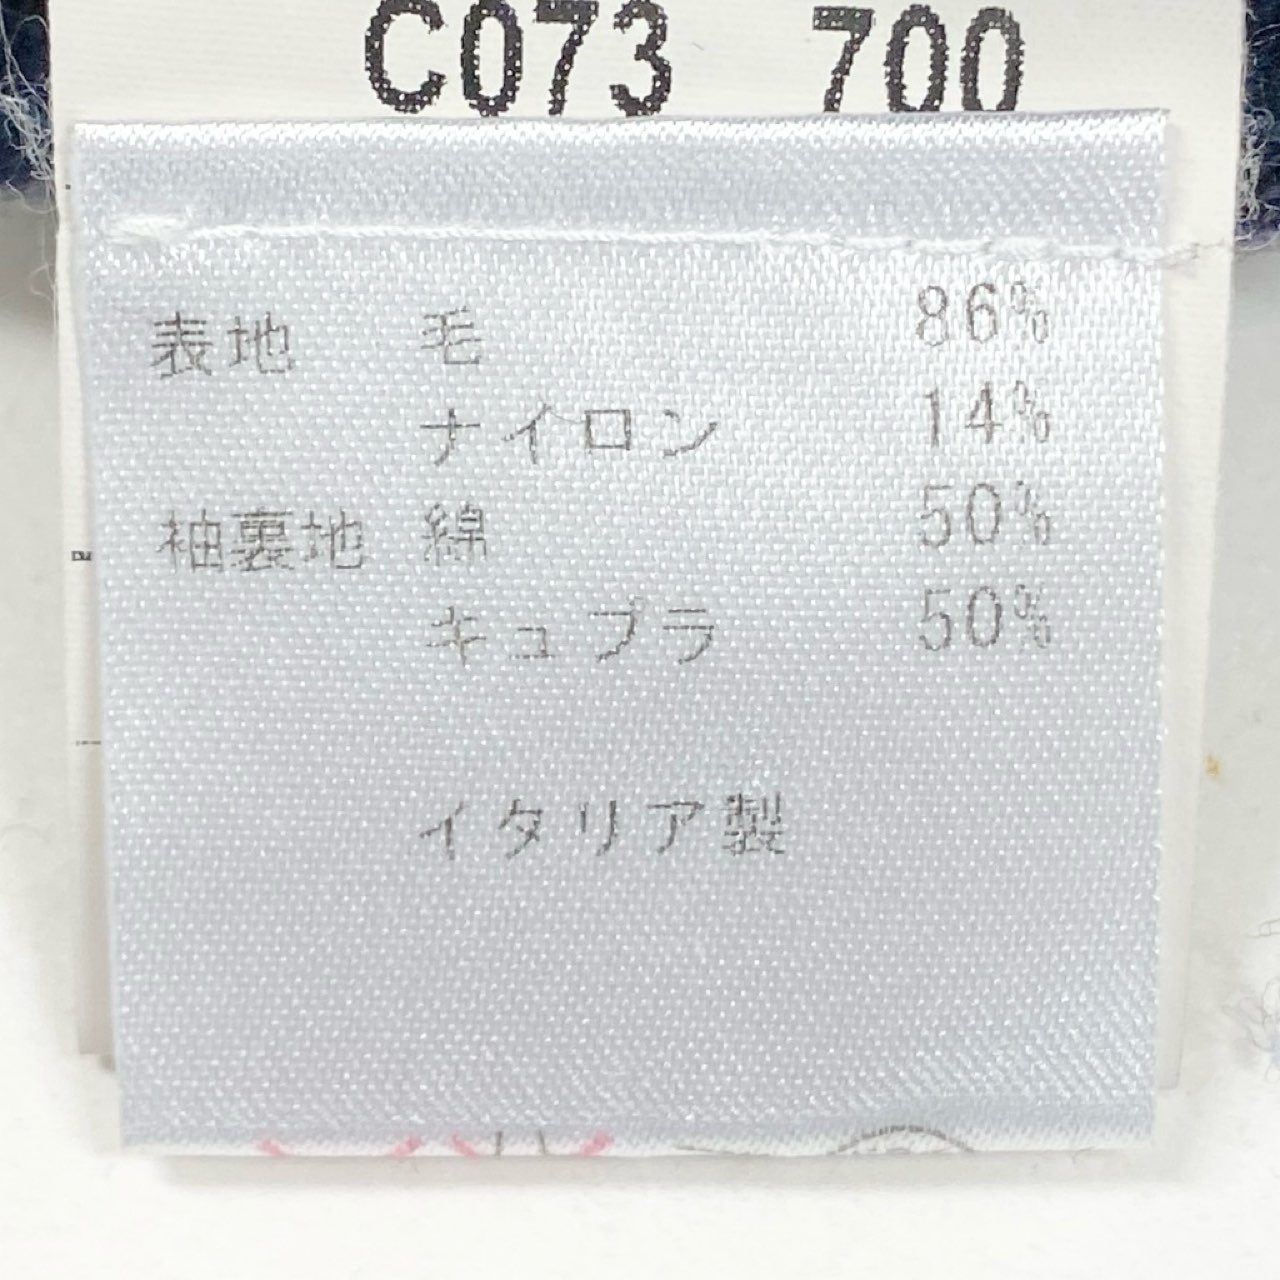 C073 700
表地 毛 86%
ナイロン 14%
袖裏地 綿 50%
キュプラ 50%
イタリア製